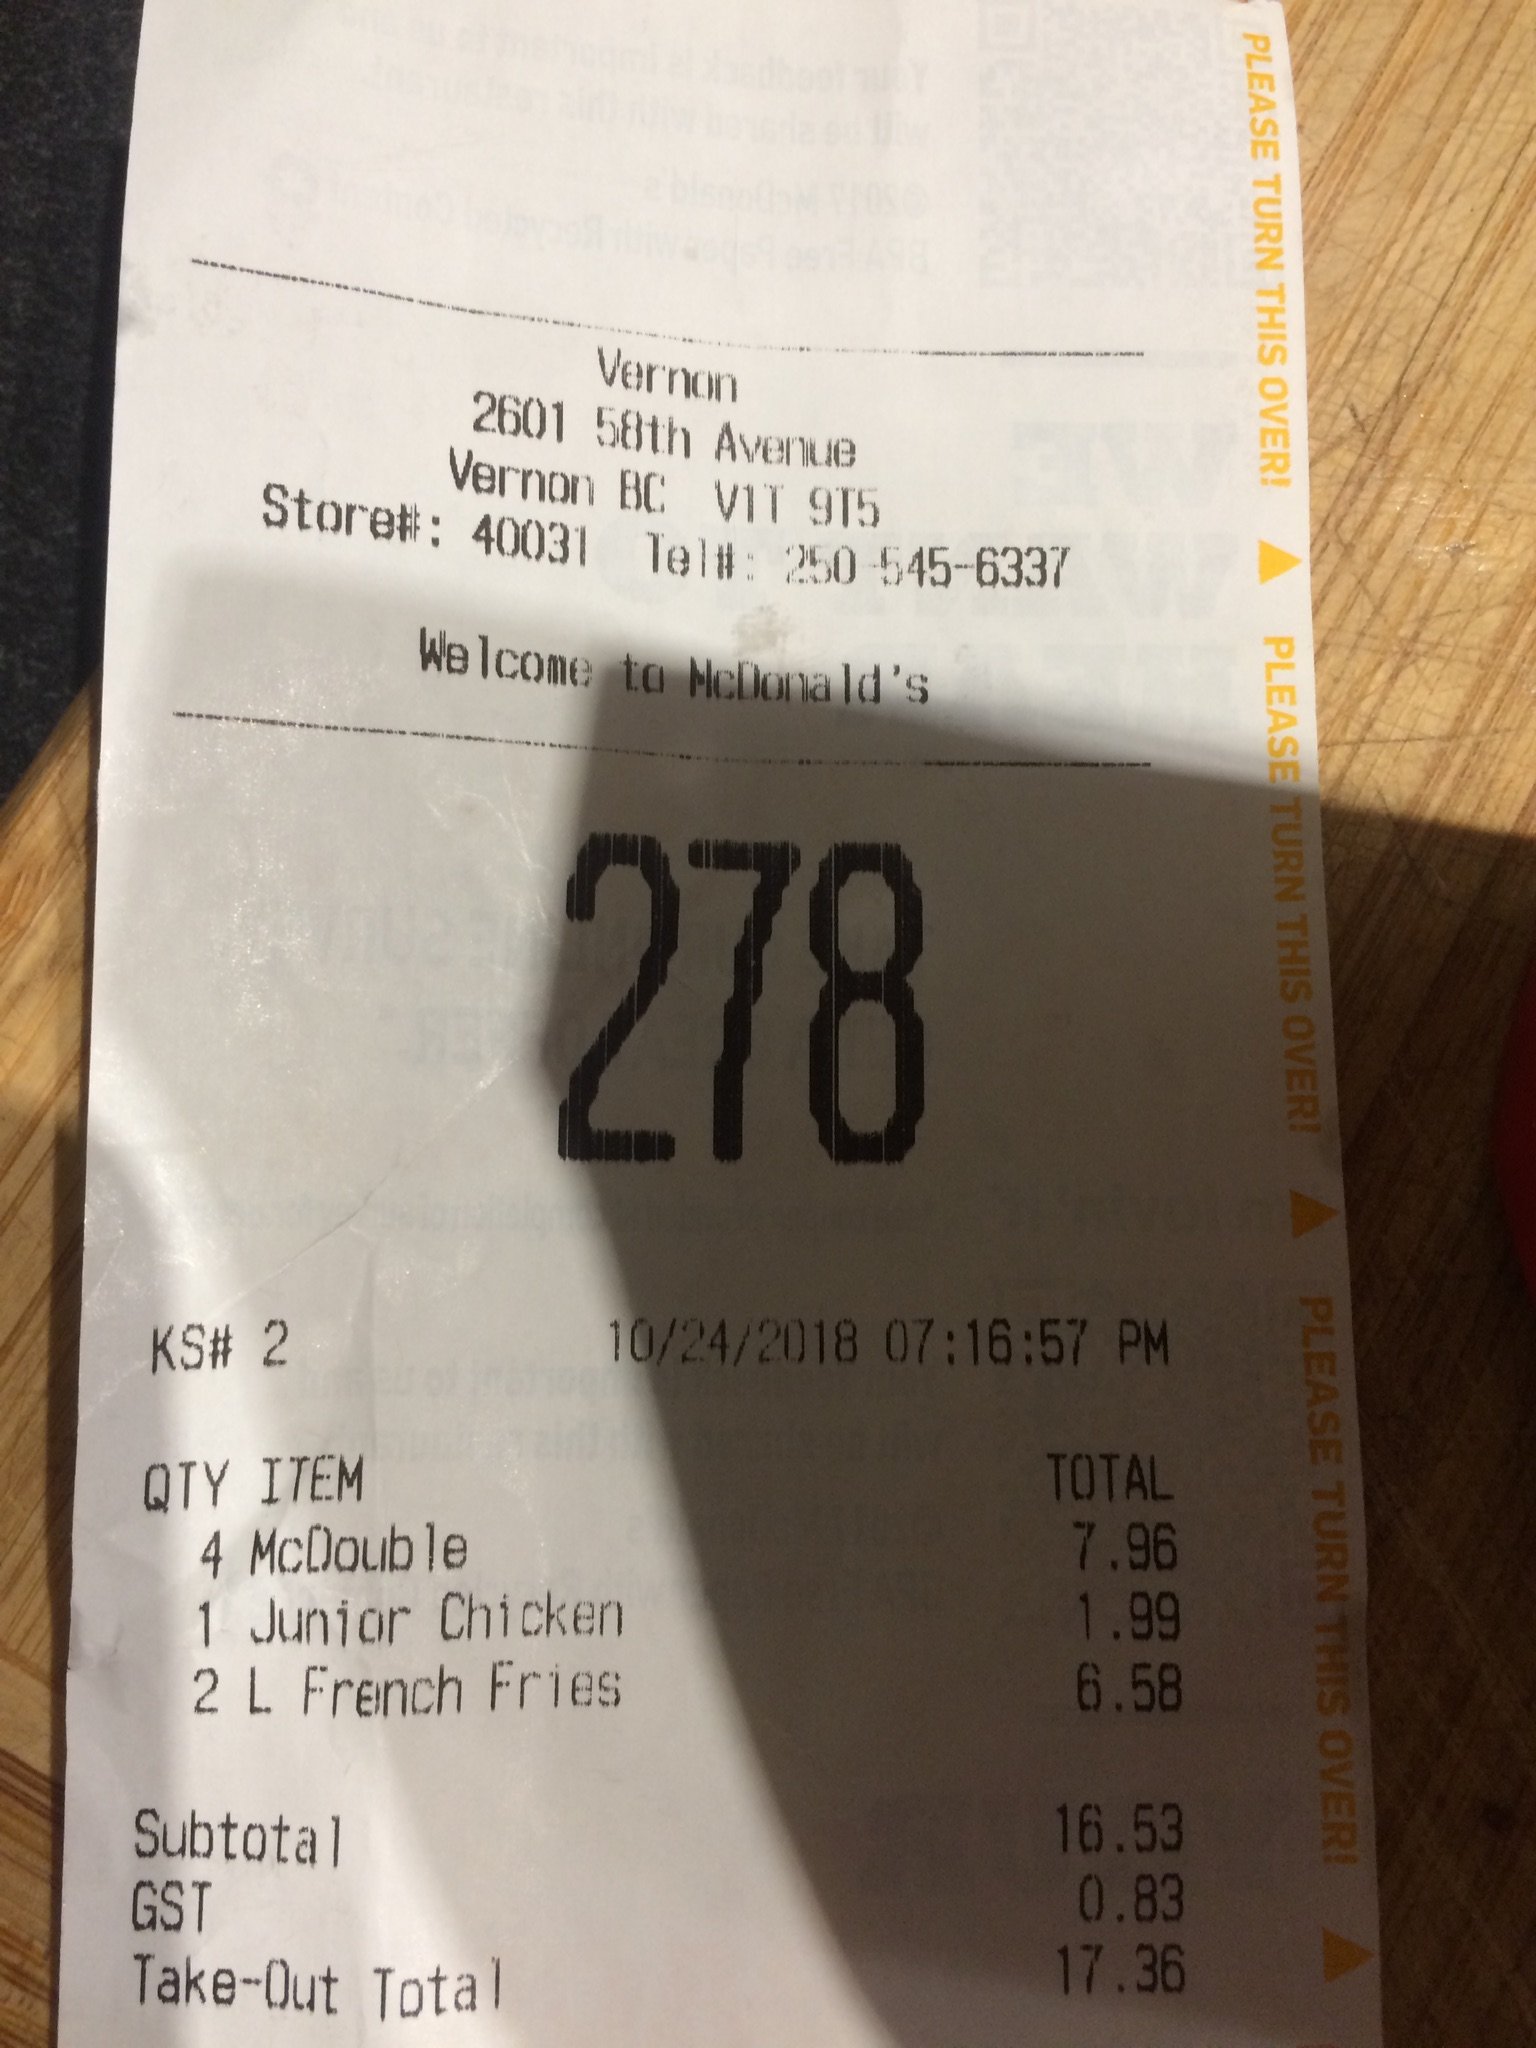 Vernon
2601 58th Avenue
Vernon BC V1T 9T5
Store#: 40031 Tel#: 250-545-6337
Welcome to McDonald's
278
KS# 2 10/24/2018 07:16:57 PM
QTY ITEM TOTAL
4 McDouble 7.96
1 Junior Chicken 1.99
2 L French Fries 6.58
Subtotal 16.53
GST 0.83
Take-Out Total 17.36
PLEASE TURN THIS OVER!
PLEASE TURN THIS OVER!
PLEASE TURN THIS OVER!